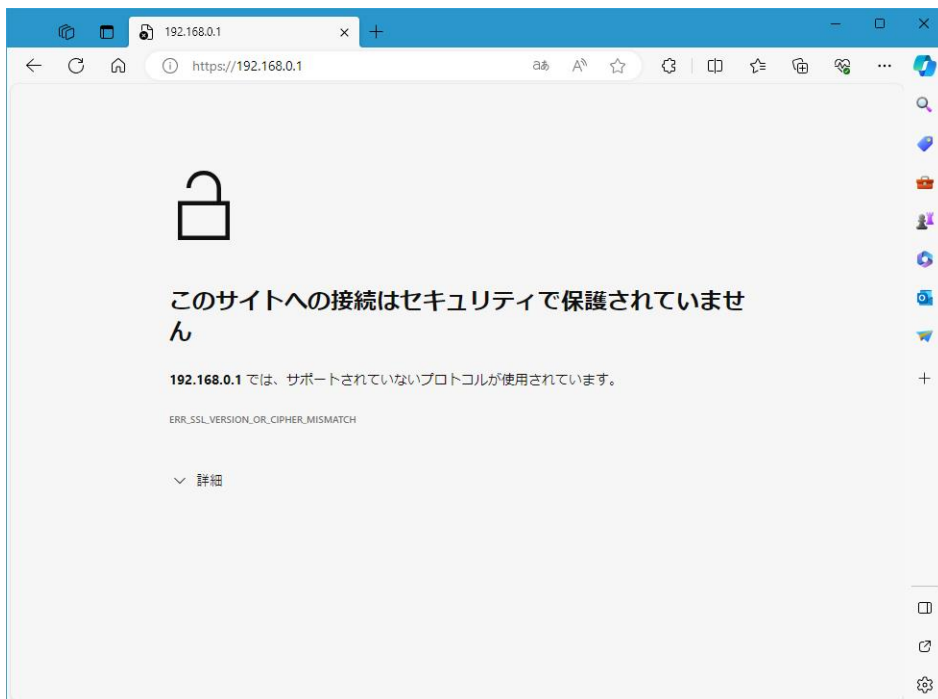 192.168.0.1
https://192.168.0.1
aあ
A
このサイトへの接続はセキュリティで保護されていませ
ん
192.168.0.1 では、サポートされていないプロトコルが使用されています。
ERR_SSL_VERSION_OR_CIPHER_MISMATCH
詳細